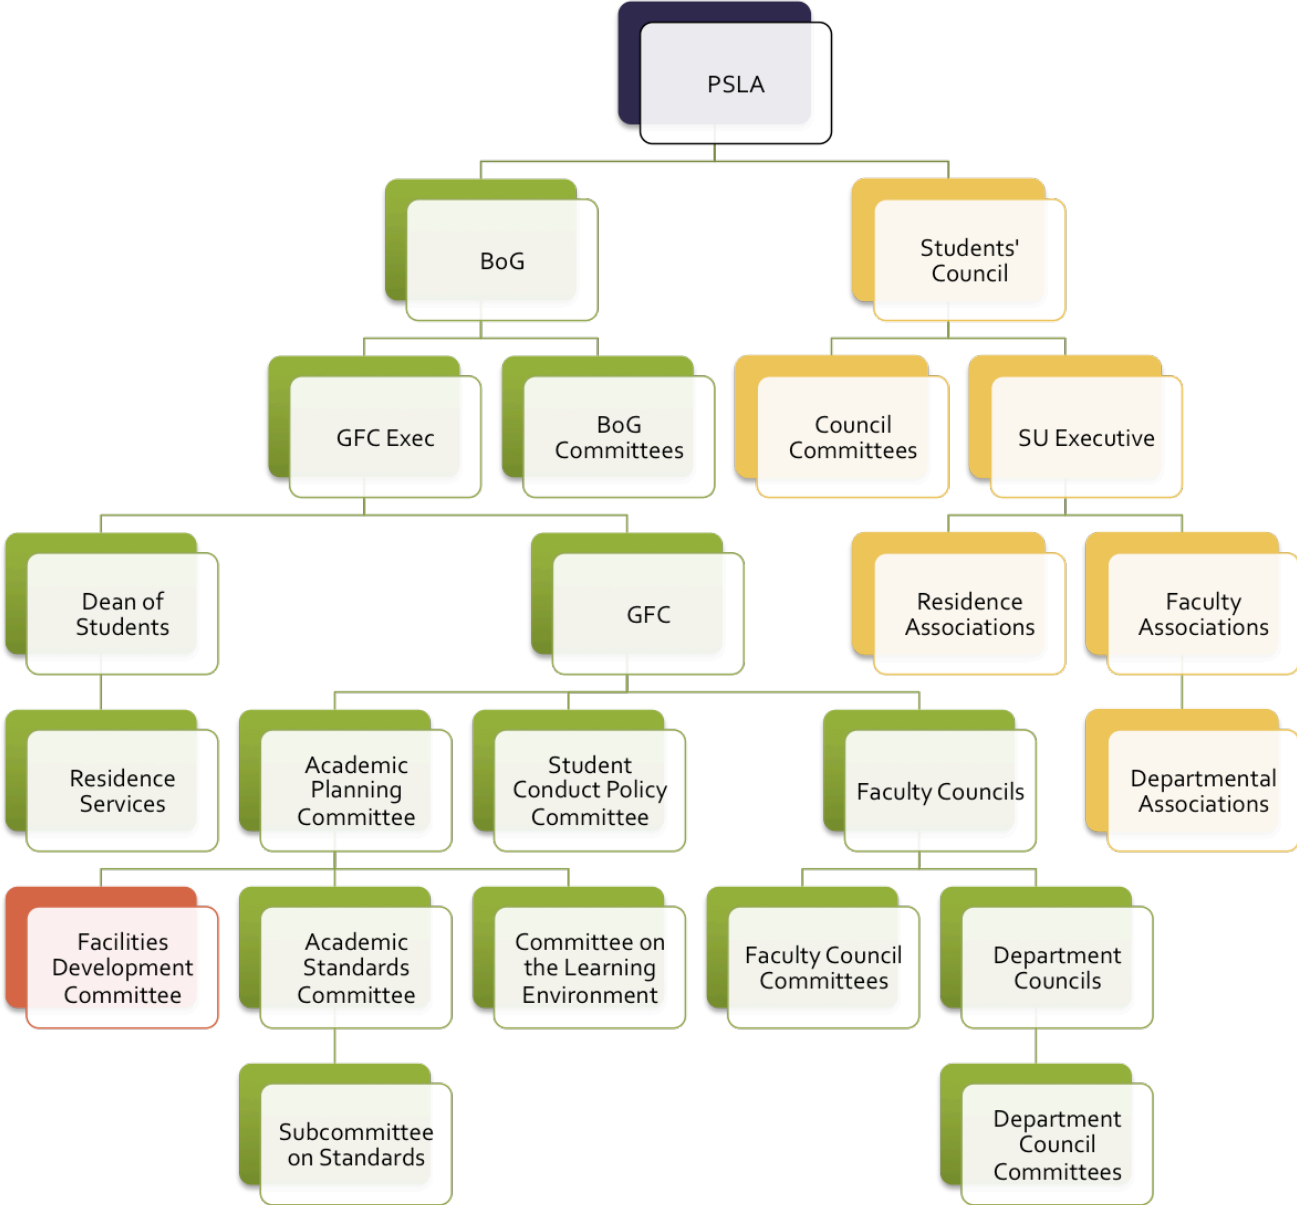 PSLA
BoG
Students'
Council
GFC Exec
BoG
Committees
Council
Committees
SU Executive
Dean of
Students
GFC
Residence
Associations
Faculty
Associations
Residence
Services
Academic
Planning
Committee
Student
Conduct Policy
Committee
Faculty Councils
Departmental
Associations
Facilities
Development
Committee
Academic
Standards
Committee
Committee on
the Learning
Environment
Faculty Council
Committees
Department
Councils
Subcommittee
on Standards
Department
Council
Committees